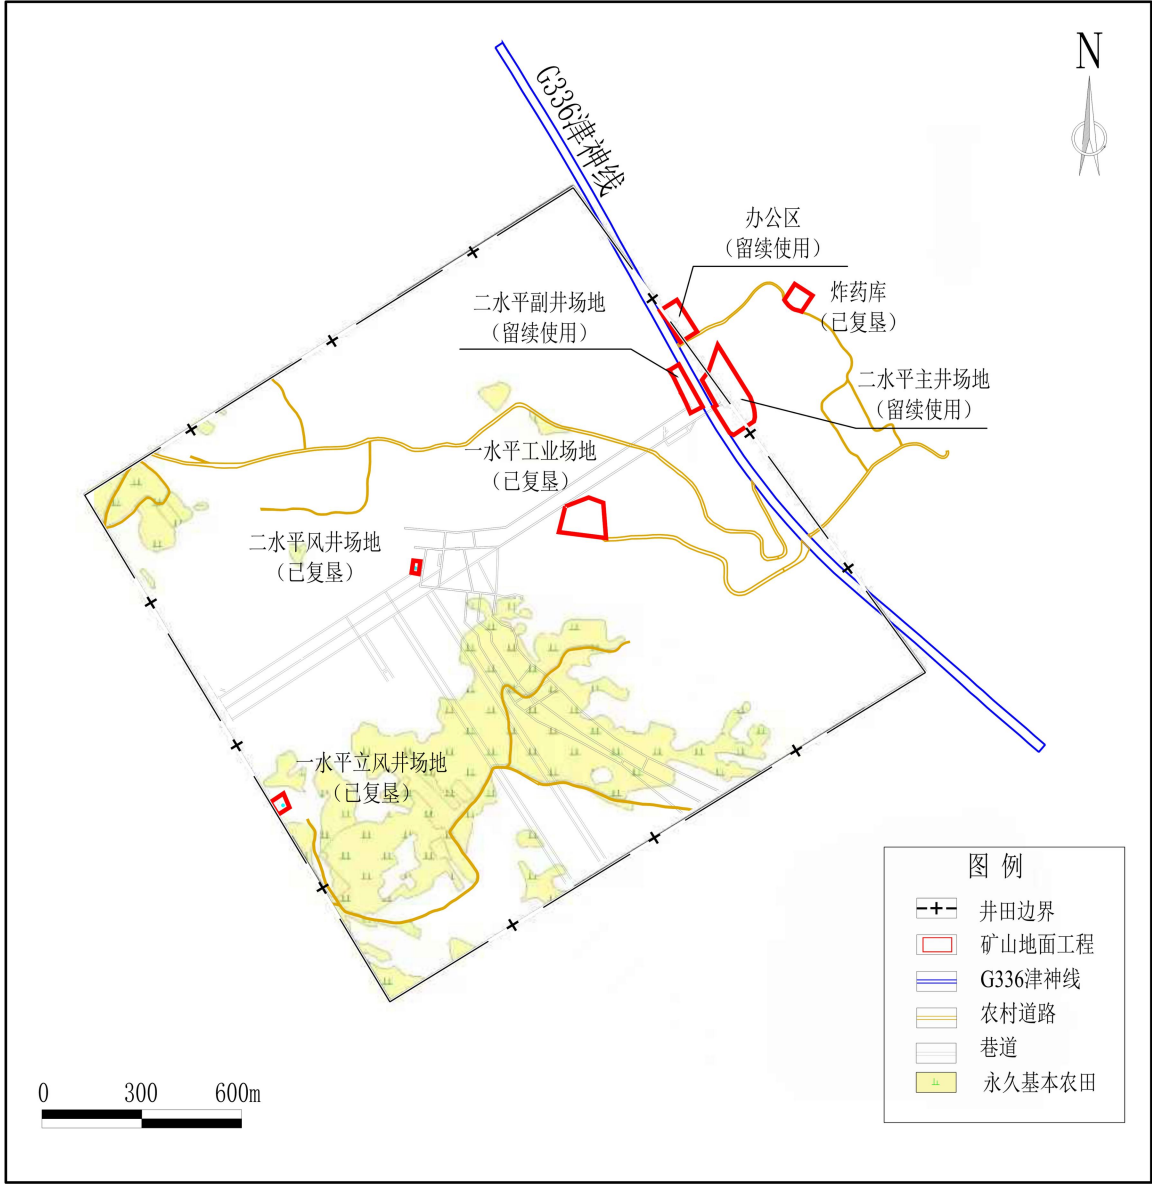 N
G336津神线
办公区
（留续使用）
二水平副井场地
（留续使用）
炸药库
（已复垦）
二水平主井场地
（留续使用）
一水平工业场地
（已复垦）
二水平风井场地
（已复垦）
一水平立风井场地
（已复垦）
图例
井田边界
矿山地面工程
G336津神线
农村道路
巷道
永久基本农田
0 300 600m